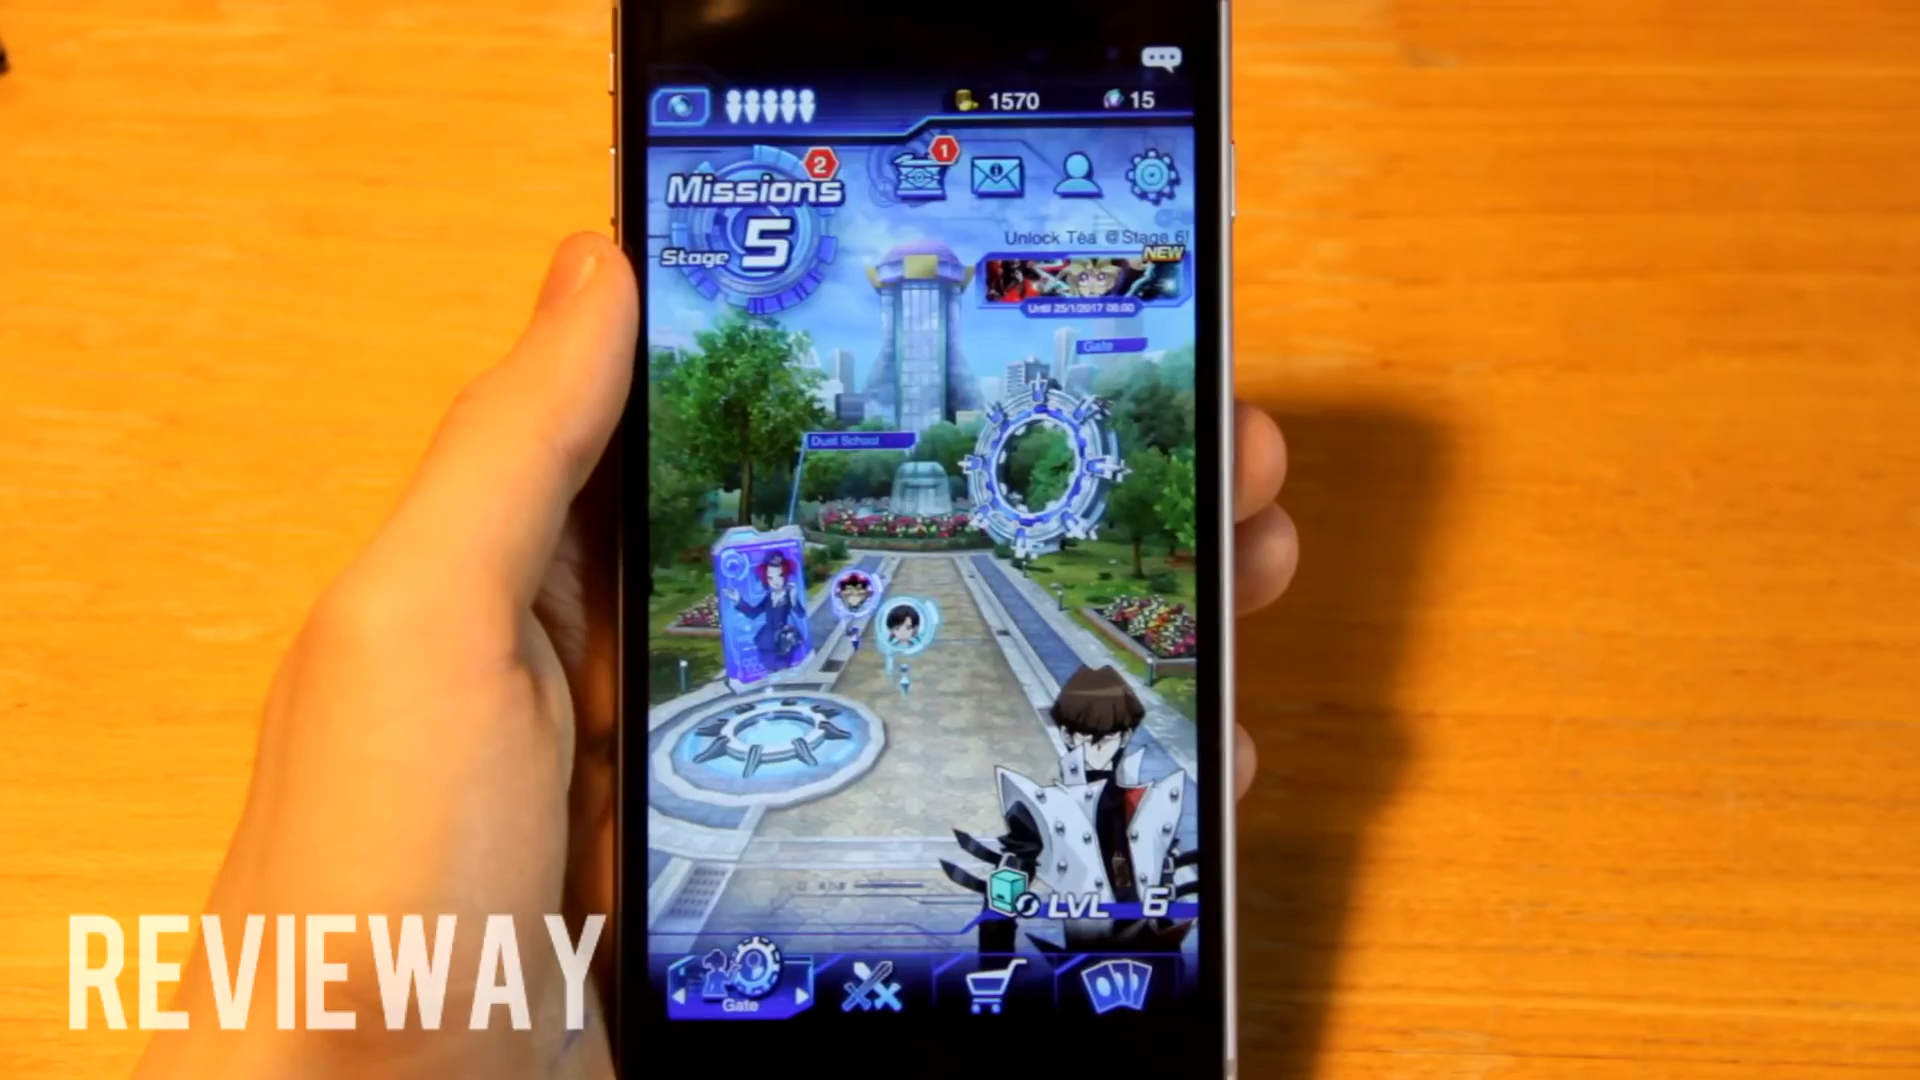 1570
15
2
1
Missions
Stage 5
Unlock Téa @Stage 6!
NEW
Until 25/1/2017 06:00
Gate
Duel School
LVL 6
Gate
REVIEWAY